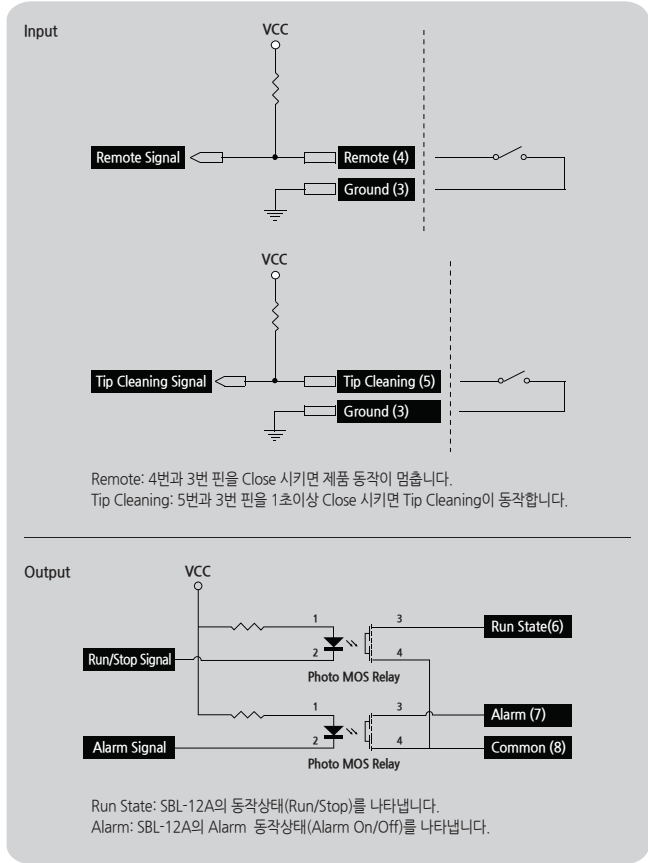 Input
VCC
Remote Signal
Remote (4)
Ground (3)
VCC
Tip Cleaning Signal
Tip Cleaning (5)
Ground (3)
Remote: 4번과 3번 핀을 Close 시키면 제품 동작이 멈춥니다.
Tip Cleaning: 5번과 3번 핀을 1초이상 Close 시키면 Tip Cleaning이 동작합니다.
Output
VCC
1
3
Run State(6)
Run/Stop Signal
2
4
Photo MOS Relay
1
3
Alarm (7)
Alarm Signal
2
4
Common (8)
Photo MOS Relay
Run State: SBL-12A의 동작상태(Run/Stop)를 나타냅니다.
Alarm: SBL-12A의 Alarm 동작상태(Alarm On/Off)를 나타냅니다.